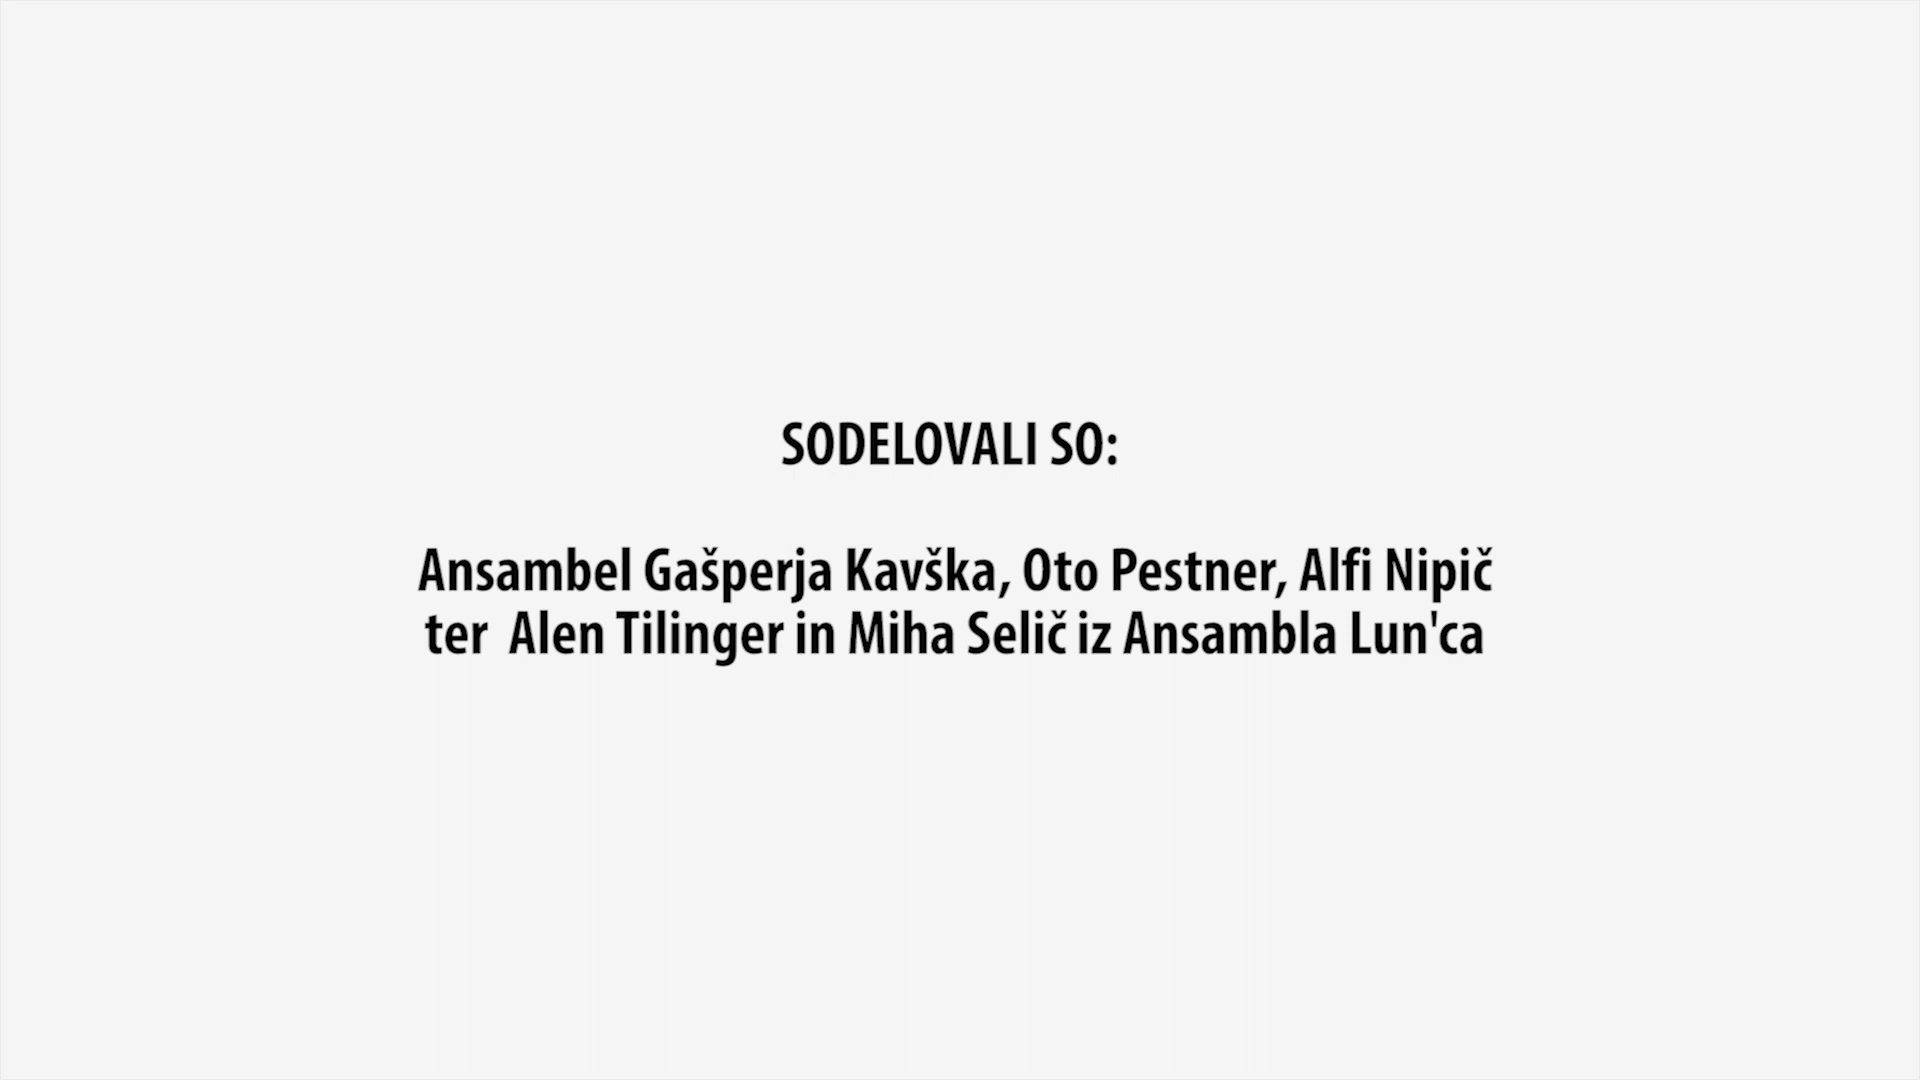 SODELOVALI SO:
Ansambel Gašperja Kavška, Oto Pestner, Alfi Nipič
ter  Alen Tilinger in Miha Selič iz Ansambla Lun'ca